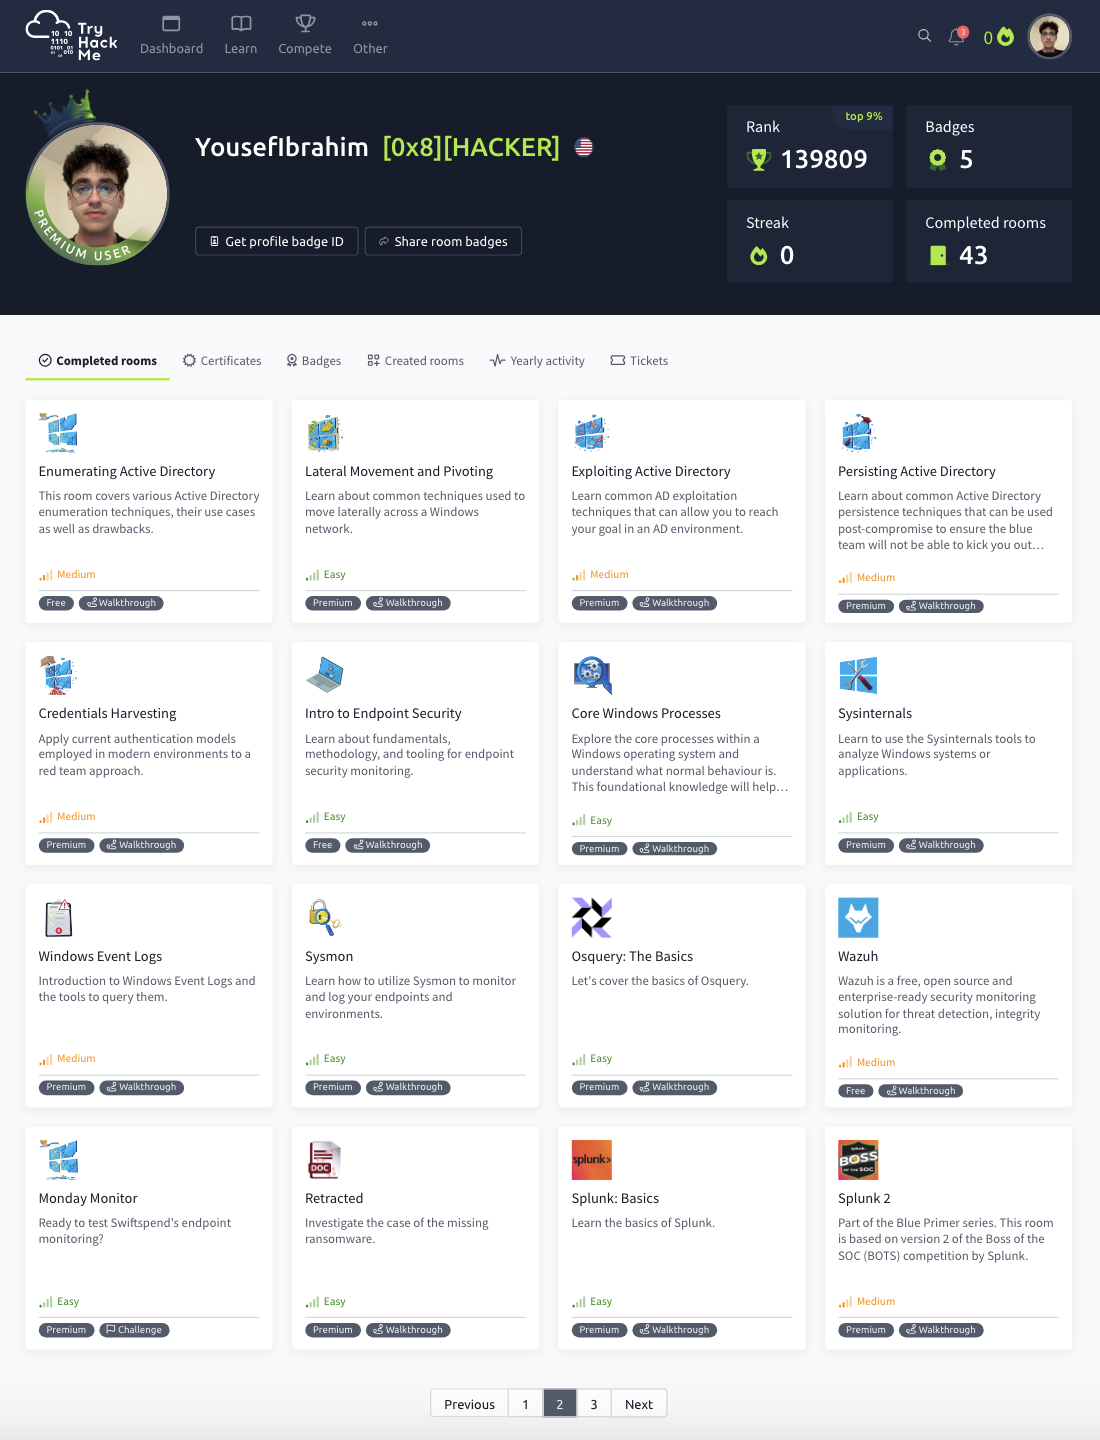 Try
Hack
Me
10 10
1110
0101 01
Dashboard
Learn
Compete
Other
3
0
PREMIUM USER
YousefIbrahim [0x8][HACKER]
Get profile badge ID
Share room badges
Rank
top 9%
139809
Badges
5
Streak
0
Completed rooms
43
Completed rooms
Certificates
Badges
Created rooms
Yearly activity
Tickets
Enumerating Active Directory
This room covers various Active Directory
enumeration techniques, their use cases
as well as drawbacks.
Medium
Free
Walkthrough
Lateral Movement and Pivoting
Learn about common techniques used to
move laterally across a Windows
network.
Easy
Premium
Walkthrough
Exploiting Active Directory
Learn common AD exploitation
techniques that can allow you to reach
your goal in an AD environment.
Medium
Premium
Walkthrough
Persisting Active Directory
Learn about common Active Directory
persistence techniques that can be used
post-compromise to ensure the blue
team will not be able to kick you out…
Medium
Premium
Walkthrough
Credentials Harvesting
Apply current authentication models
employed in modern environments to a
red team approach.
Medium
Premium
Walkthrough
Intro to Endpoint Security
Learn about fundamentals,
methodology, and tooling for endpoint
security monitoring.
Easy
Free
Walkthrough
Core Windows Processes
Explore the core processes within a
Windows operating system and
understand what normal behaviour is.
This foundational knowledge will help…
Easy
Premium
Walkthrough
Sysinternals
Learn to use the Sysinternals tools to
analyze Windows systems or
applications.
Easy
Premium
Walkthrough
Windows Event Logs
Introduction to Windows Event Logs and
the tools to query them.
Medium
Premium
Walkthrough
Sysmon
Learn how to utilize Sysmon to monitor
and log your endpoints and
environments.
Easy
Premium
Walkthrough
Osquery: The Basics
Let's cover the basics of Osquery.
Easy
Premium
Walkthrough
Wazuh
Wazuh is a free, open source and
enterprise-ready security monitoring
solution for threat detection, integrity
monitoring.
Medium
Free
Walkthrough
Monday Monitor
Ready to test Swiftspend's endpoint
monitoring?
Easy
Premium
Challenge
DOC
Retracted
Investigate the case of the missing
ransomware.
Easy
Premium
Walkthrough
splunk>
Splunk: Basics
Learn the basics of Splunk.
Easy
Premium
Walkthrough
splunk>
BOSS
OF THE SOC
Splunk 2
Part of the Blue Primer series. This room
is based on version 2 of the Boss of the
SOC (BOTS) competition by Splunk.
Medium
Premium
Walkthrough
Previous
1
2
3
Next